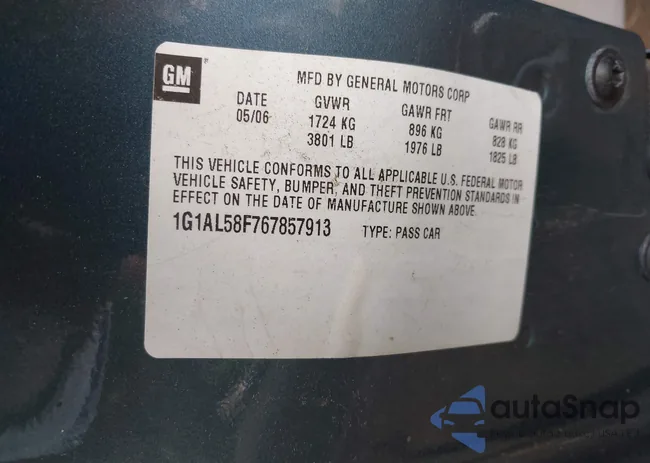 GM
MFD BY GENERAL MOTORS CORP
DATE GVWR GAWR FRT GAWR RR
05/06 1724 KG 896 KG 828 KG
3801 LB 1976 LB 1825 LB
THIS VEHICLE CONFORMS TO ALL APPLICABLE U.S. FEDERAL MOTOR
VEHICLE SAFETY, BUMPER, AND THEFT PREVENTION STANDARDS IN
EFFECT ON THE DATE OF MANUFACTURE SHOWN ABOVE.
1G1AL58F767857913 TYPE: PASS CAR
autoSnap